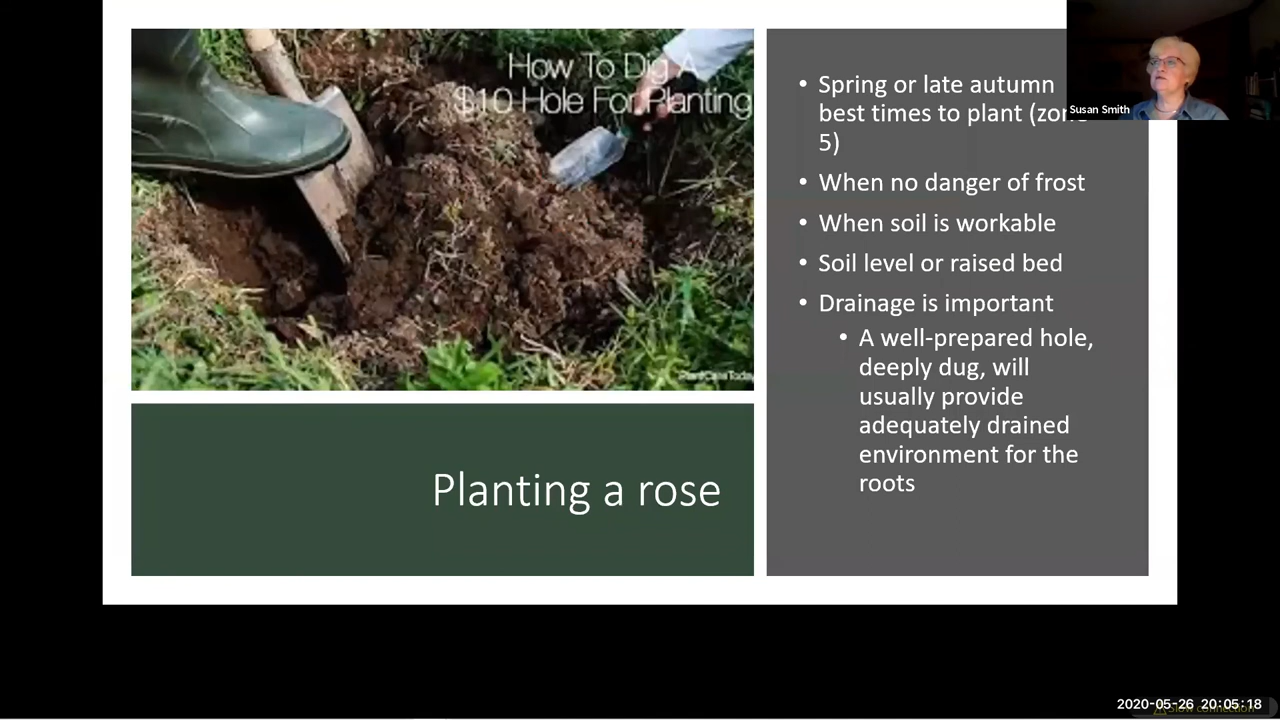 How To Dig A
$10 Hole For Planting
PlantCareToday
Planting a rose
• Spring or late autumn
best times to plant (zone
5)
• When no danger of frost
• When soil is workable
• Soil level or raised bed
• Drainage is important
• A well-prepared hole,
deeply dug, will
usually provide
adequately drained
environment for the
roots
Susan Smith
2020-05-26 20:05:18
Slow connection